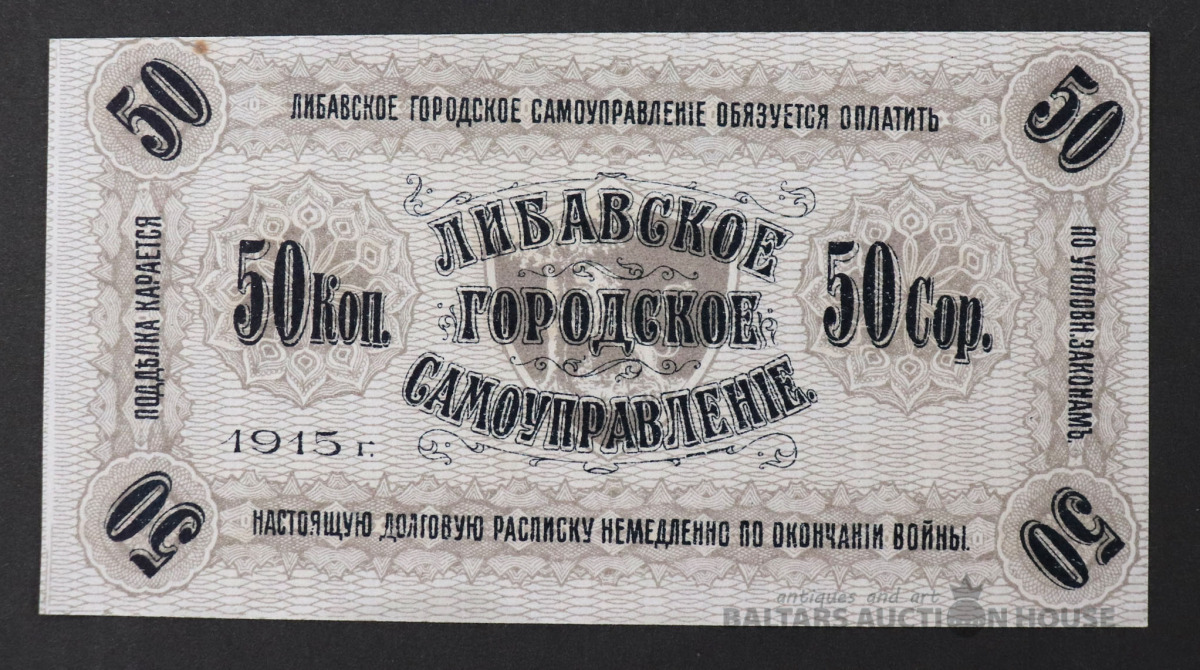 50
50
ЛИБАВСКОЕ ГОРОДСКОЕ САМОУПРАВЛЕНІЕ ОБЯЗУЕТСЯ ОПЛАТИТЬ
ПОДДѢЛКА КАРАЕТСЯ
50 Коп.
ЛИБАВСКОЕ
ГОРОДСКОЕ
САМОУПРАВЛЕНІЕ.
50 Сор.
ПО УГОЛОВН. ЗАКОНАМЪ.
1915 г.
НАСТОЯЩУЮ ДОЛГОВУЮ РАСПИСКУ НЕМЕДЛЕННО ПО ОКОНЧАНІИ ВОЙНЫ.
50
50
antiques and art
BALTARS AUCTION HOUSE